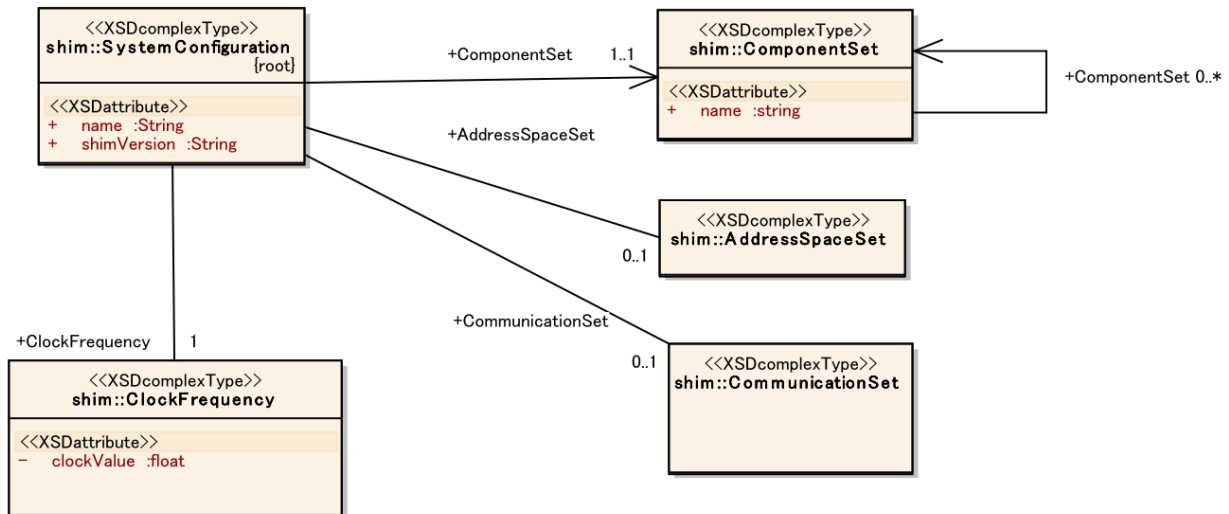 <<XSDcomplexType>>
shim::SystemConfiguration
{root}
<<XSDattribute>>
+ name :String
+ shimVersion :String
+ComponentSet
1..1
<<XSDcomplexType>>
shim::ComponentSet
<<XSDattribute>>
+ name :string
+ComponentSet 0..*
+AddressSpaceSet
0..1
<<XSDcomplexType>>
shim::AddressSpaceSet
+CommunicationSet
0..1
<<XSDcomplexType>>
shim::CommunicationSet
+ClockFrequency
1
<<XSDcomplexType>>
shim::ClockFrequency
<<XSDattribute>>
- clockValue :float